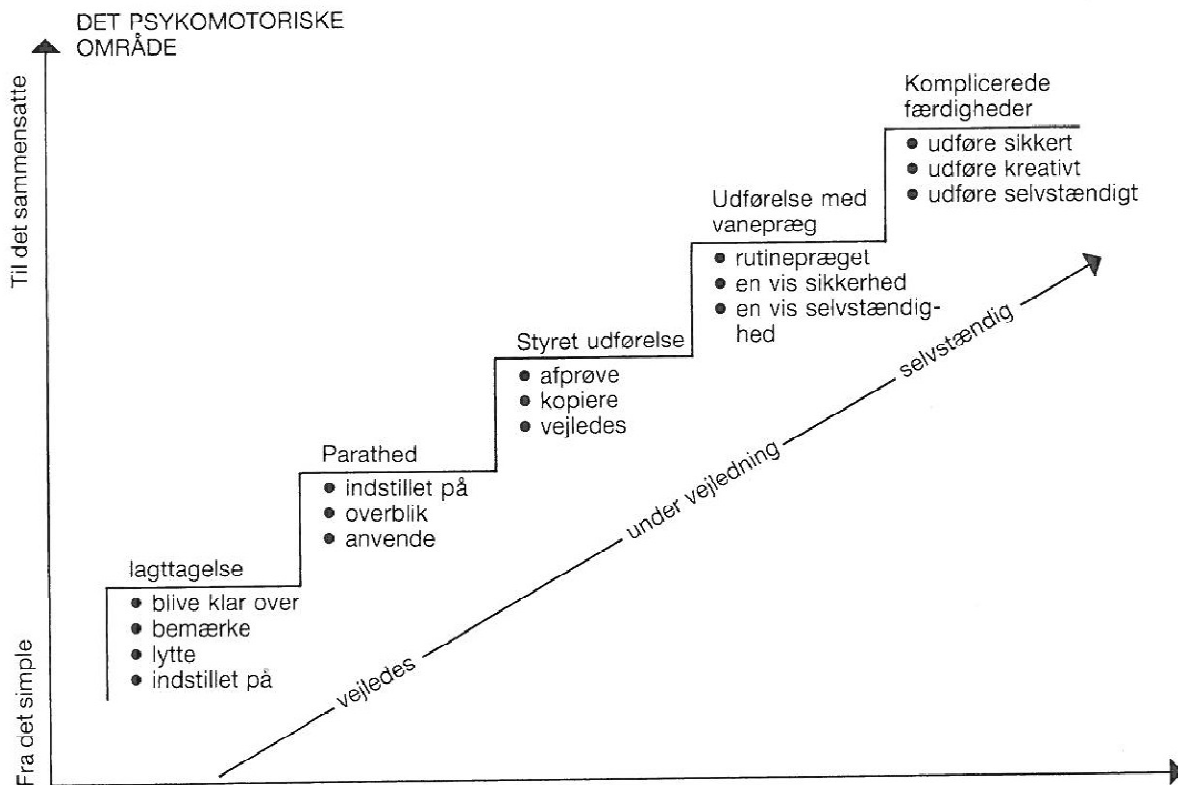 DET PSYKOMOTORISKE
OMRÅDE
Til det sammensatte
Fra det simple
Komplicerede
færdigheder
● udføre sikkert
● udføre kreativt
● udføre selvstændigt
Udførelse med
vanepræg
● rutinepræget
● en vis sikkerhed
● en vis selvstændig-
hed
Styret udførelse
● afprøve
● kopiere
● vejledes
Parathed
● indstillet på
● overblik
● anvende
Iagttagelse
● blive klar over
● bemærke
● lytte
● indstillet på
vejledes
under vejledning
selvstændig